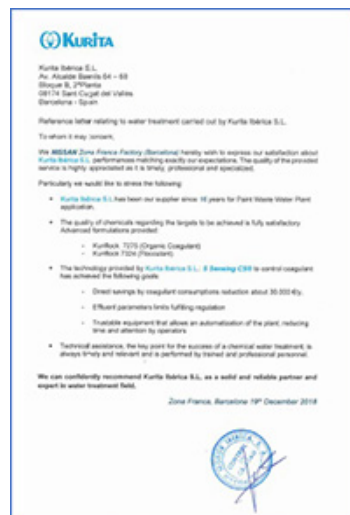 KURITA
Kurita Ibérica S.L.
Av. Alcalde Barnils 64 – 68
Bloque B, 2ªPlanta
08174 Sant Cugat del Vallès
Barcelona - Spain
Reference letter relating to water treatment carried out by Kurita Ibérica S.L.
To whom it may concern,
We NISSAN Zona Franca Factory (Barcelona) hereby wish to express our satisfaction about
Kurita Ibérica S.L. performances matching exactly our expectations. The quality of the provided
service is highly appreciated as it is timely, professional and specialized.
Particularly we would like to stress the following:
• Kurita Ibérica S.L. has been our supplier since 16 years for Paint Waste Water Plant
application.
• The quality of chemicals regarding the targets to be achieved is fully satisfactory.
Advanced formulations provided:
- Kuriflock 7270 (Organic Coagulant)
- Kuriflock (Flocculant)
• The technology provided by Kurita Ibérica S.L.: S Sensing CS® to control coagulant
has achieved the following goals:
- Direct savings by coagulant consumptions reduction about 30.000 €/y.
- Effluent parameters limits fulfilling regulation
- Trustable equipment that allows an automatization of the plant, reducing
time and attention by operators
• Technical assistance, the key point for the success of a chemical water treatment, is
always timely and relevant and is performed by trained and professional personnel.
We can confidently recommend Kurita Ibérica S.L. as a solid and reliable partner and
expert in water treatment field.
Zona Franca, Barcelona 19th December 2018